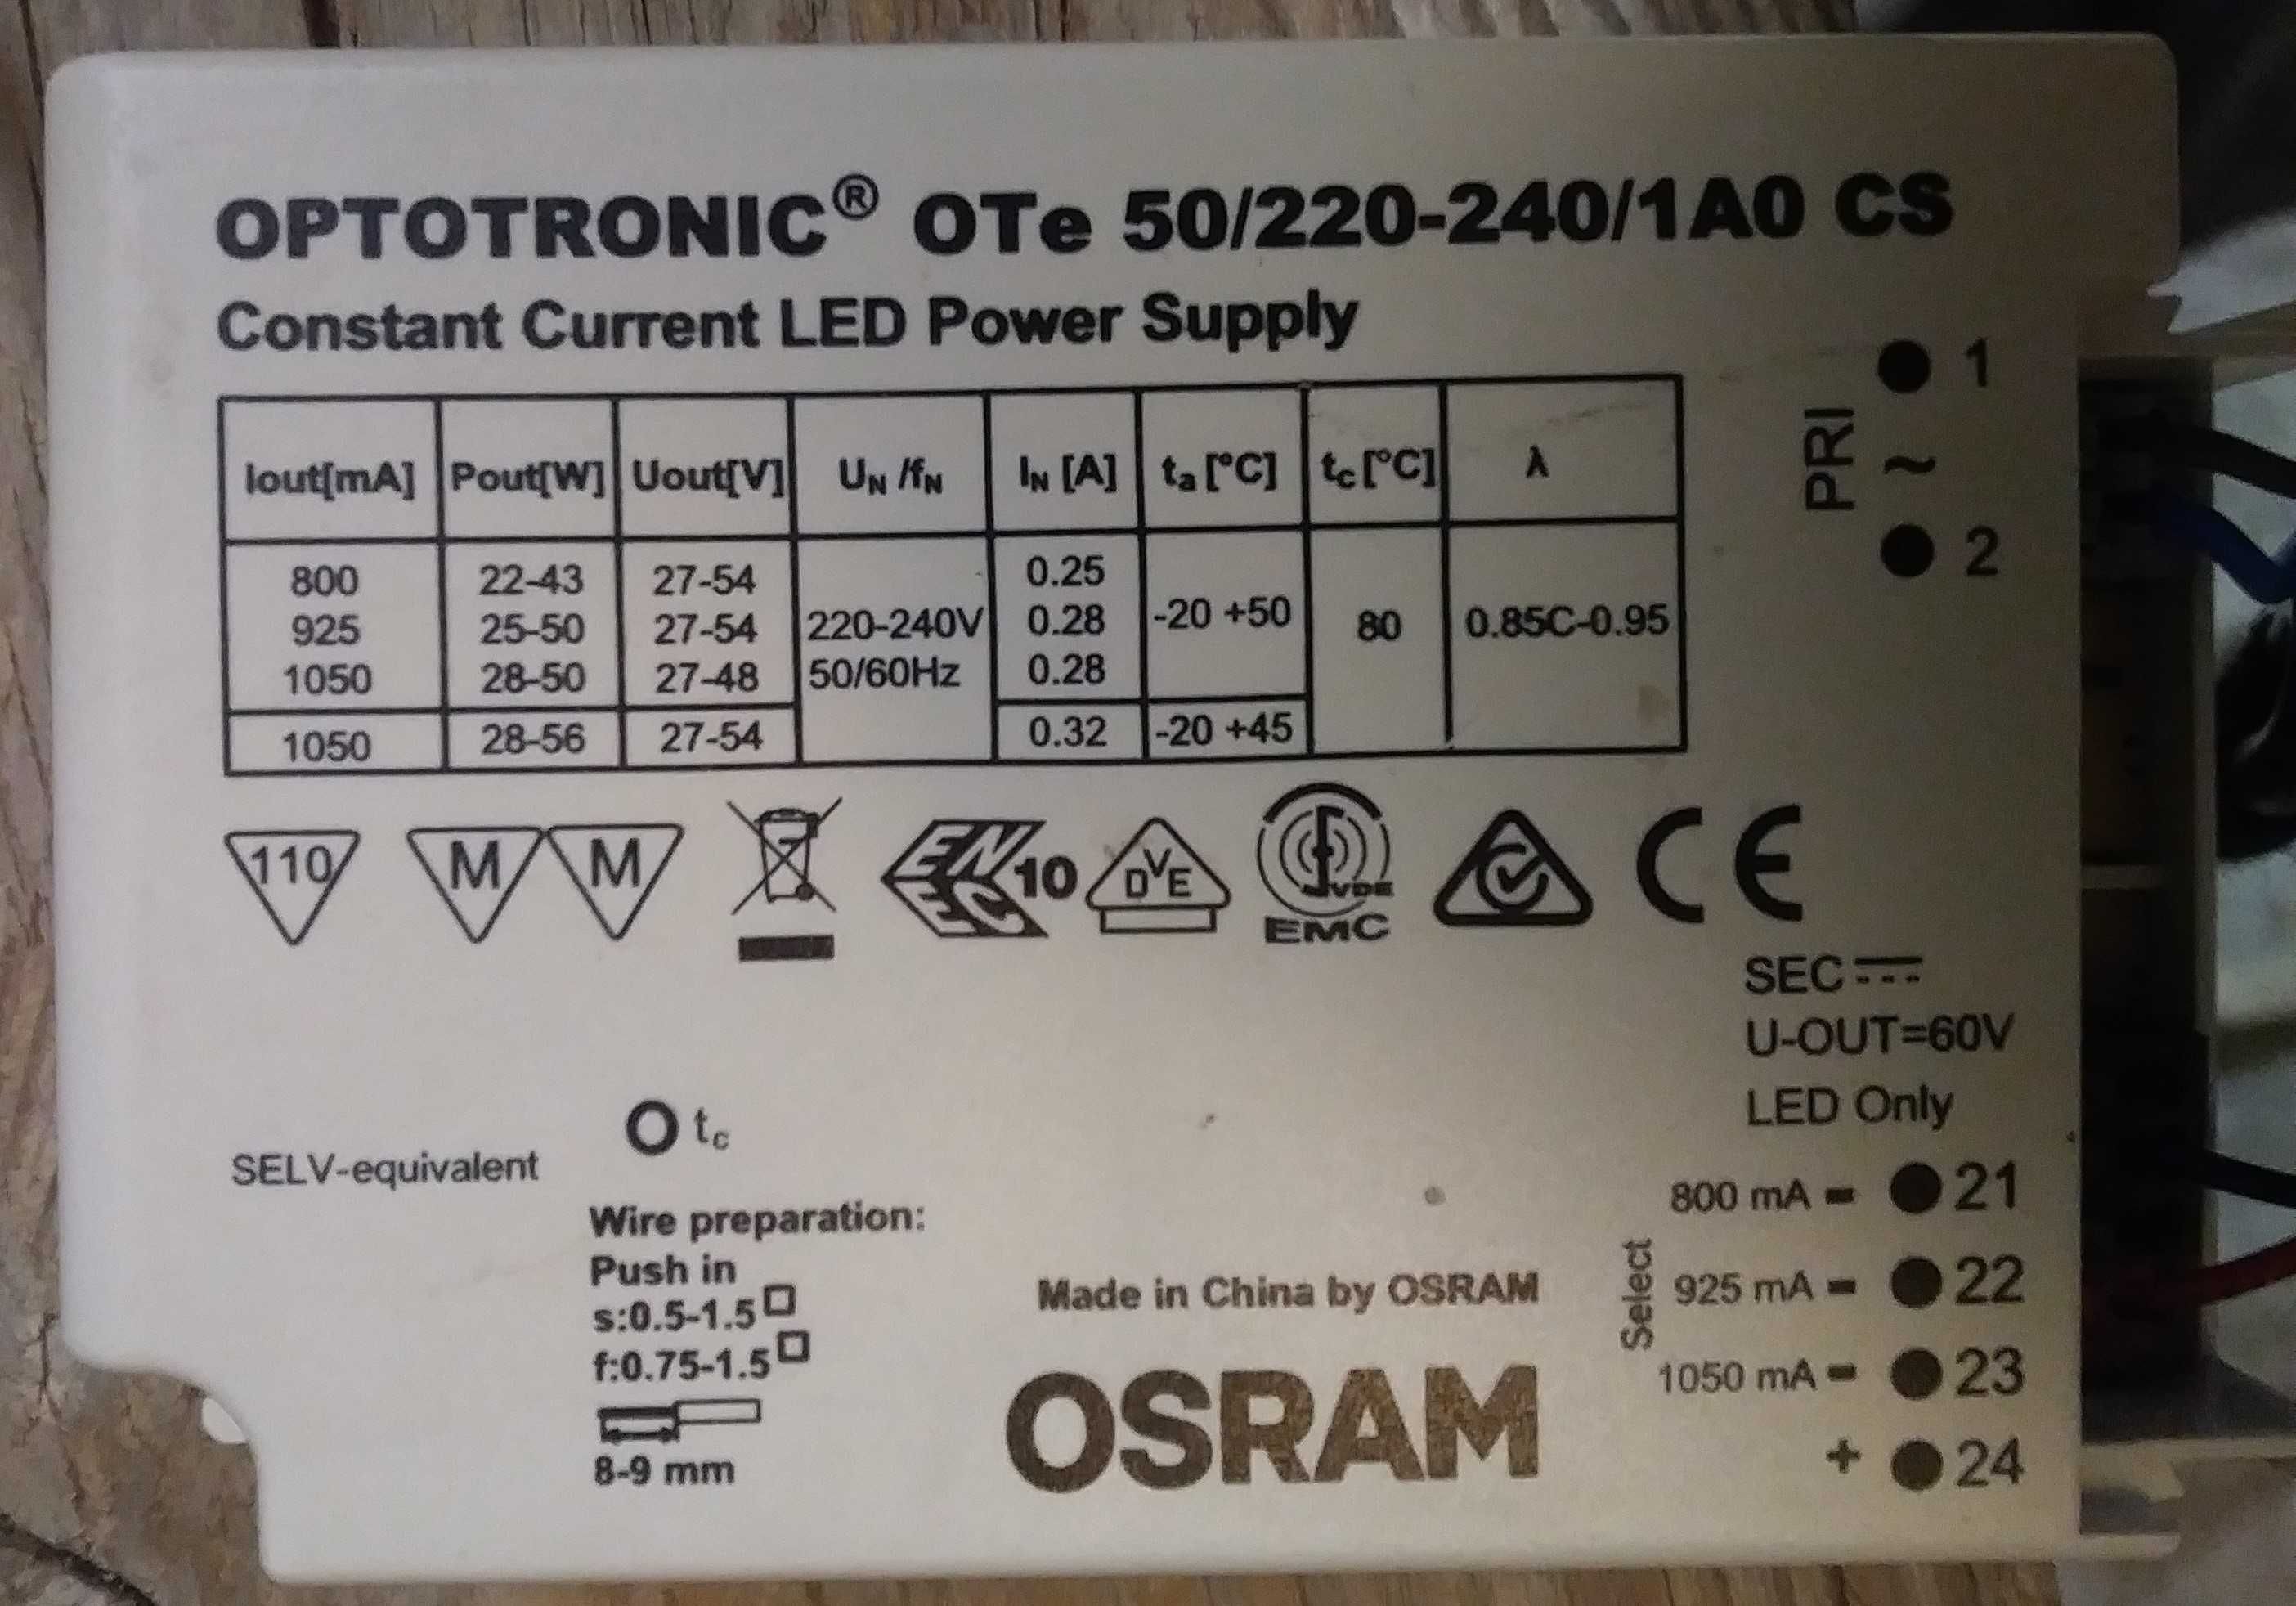 OPTOTRONIC® OTe 50/220-240/1A0 CS
Constant Current LED Power Supply
Iout[mA] Pout[W] Uout[V] UN /fN IN [A] ta [°C] tc [°C] λ
800 22-43 27-54 0.25
925 25-50 27-54 220-240V 0.28 -20 +50 80 0.85C-0.95
1050 28-50 27-48 50/60Hz 0.28
1050 28-56 27-54 0.32 -20 +45
PRI
1
~
2
110 M M EN EC 10 DVE VDE EMC CE
SEC
U-OUT=60V
LED Only
SELV-equivalent
tc
Wire preparation:
Push in
s:0.5-1.5
f:0.75-1.5
8-9 mm
Made in China by OSRAM
OSRAM
Select
800 mA - 21
925 mA - 22
1050 mA - 23
+ 24